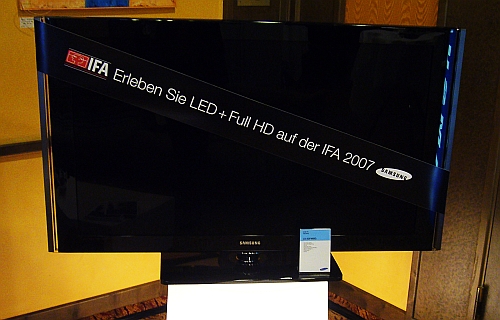 IFA Erleben Sie LED + Full HD auf der IFA 2007 SAMSUNG
SAMSUNG